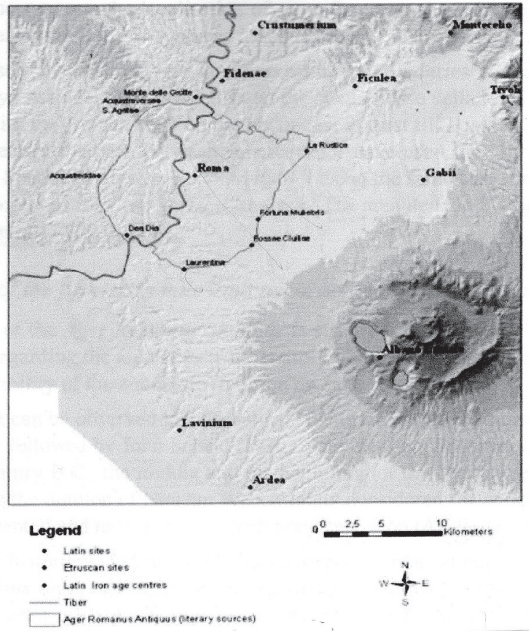 Crustumerium
Montecelio
Fidenae
Ficulea
Tivoli
Monte delle Grotte
Acquatraversa
S. Agata
La Rustica
Roma
Gabii
Acquafredda
Fortuna Muliebris
Dea Dia
Fossae Cluiliae
Laurentina
Lavinium
Ardea
Legend
Latin sites
Etruscan sites
Latin Iron age centres
Tiber
Ager Romanus Antiquus (literary sources)
0 2,5 5 10
Kilometers
N
W E
S